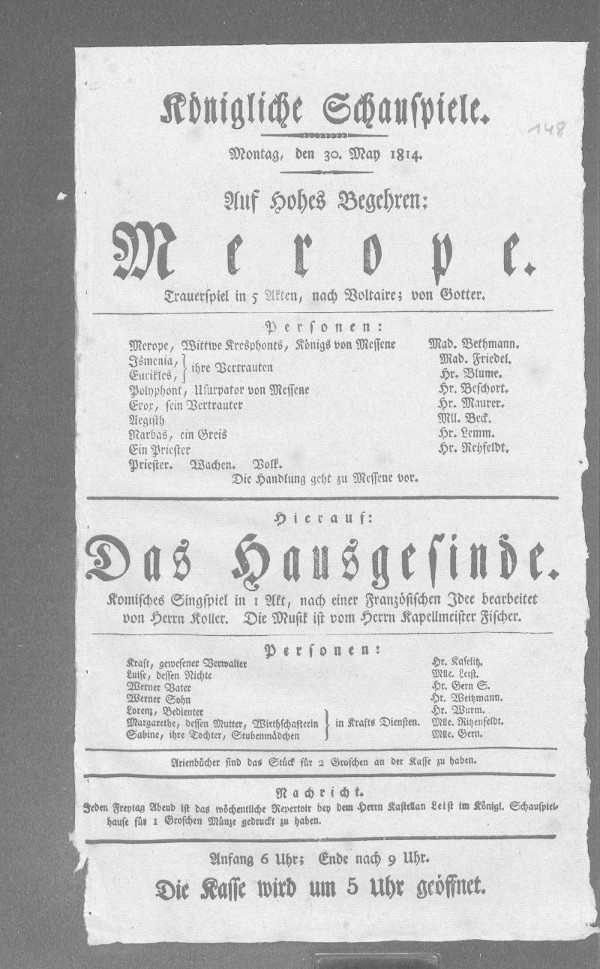 Königliche Schauspiele.
148
Montag, den 30. May 1814.
Auf Hohes Begehren:
Merope.
Trauerspiel in 5 Akten, nach Voltaire; von Gotter.
Personen:
Merope, Wittwe Kresphonts, Königs von Messene Mad. Bethmann.
Ismenia, Mad. Friedel.
} ihre Vertrauten
Eurikles, Hr. Blume.
Polyphont, Usurpator von Messene Hr. Beschort.
Erox, sein Vertrauter Hr. Maurer.
Aegisth Mll. Beck.
Narbas, ein Greis Hr. Lemm.
Ein Priester Hr. Rehfeldt.
Priester. Wachen. Volk.
Die Handlung geht zu Messene vor.
Hierauf:
Das Hausgesinde.
Komisches Singspiel in 1 Akt, nach einer Französischen Idee bearbeitet
von Herrn Koller. Die Musik ist vom Herrn Kapellmeister Fischer.
Personen:
Kraft, gewesener Verwalter Hr. Kaselitz.
Luise, dessen Nichte Mlle. Leist.
Werner Vater Hr. Gern S.
Werner Sohn Hr. Weitzmann.
Lorenz, Bedienter Hr. Wurm.
Margarethe, dessen Mutter, Wirthschafterin } in Krafts Diensten. Mlle. Ritzenfeldt.
Sabine, ihre Tochter, Stubenmädchen Mlle. Gern.
Arienbücher sind das Stück für 2 Groschen an der Kasse zu haben.
Nachricht.
Jeden Freytag Abend ist das wöchentliche Repertoir bey dem Herrn Kastellan Leist im Königl. Schauspiel-
hause für 1 Groschen Münze gedruckt zu haben.
Anfang 6 Uhr; Ende nach 9 Uhr.
Die Kasse wird um 5 Uhr geöffnet.